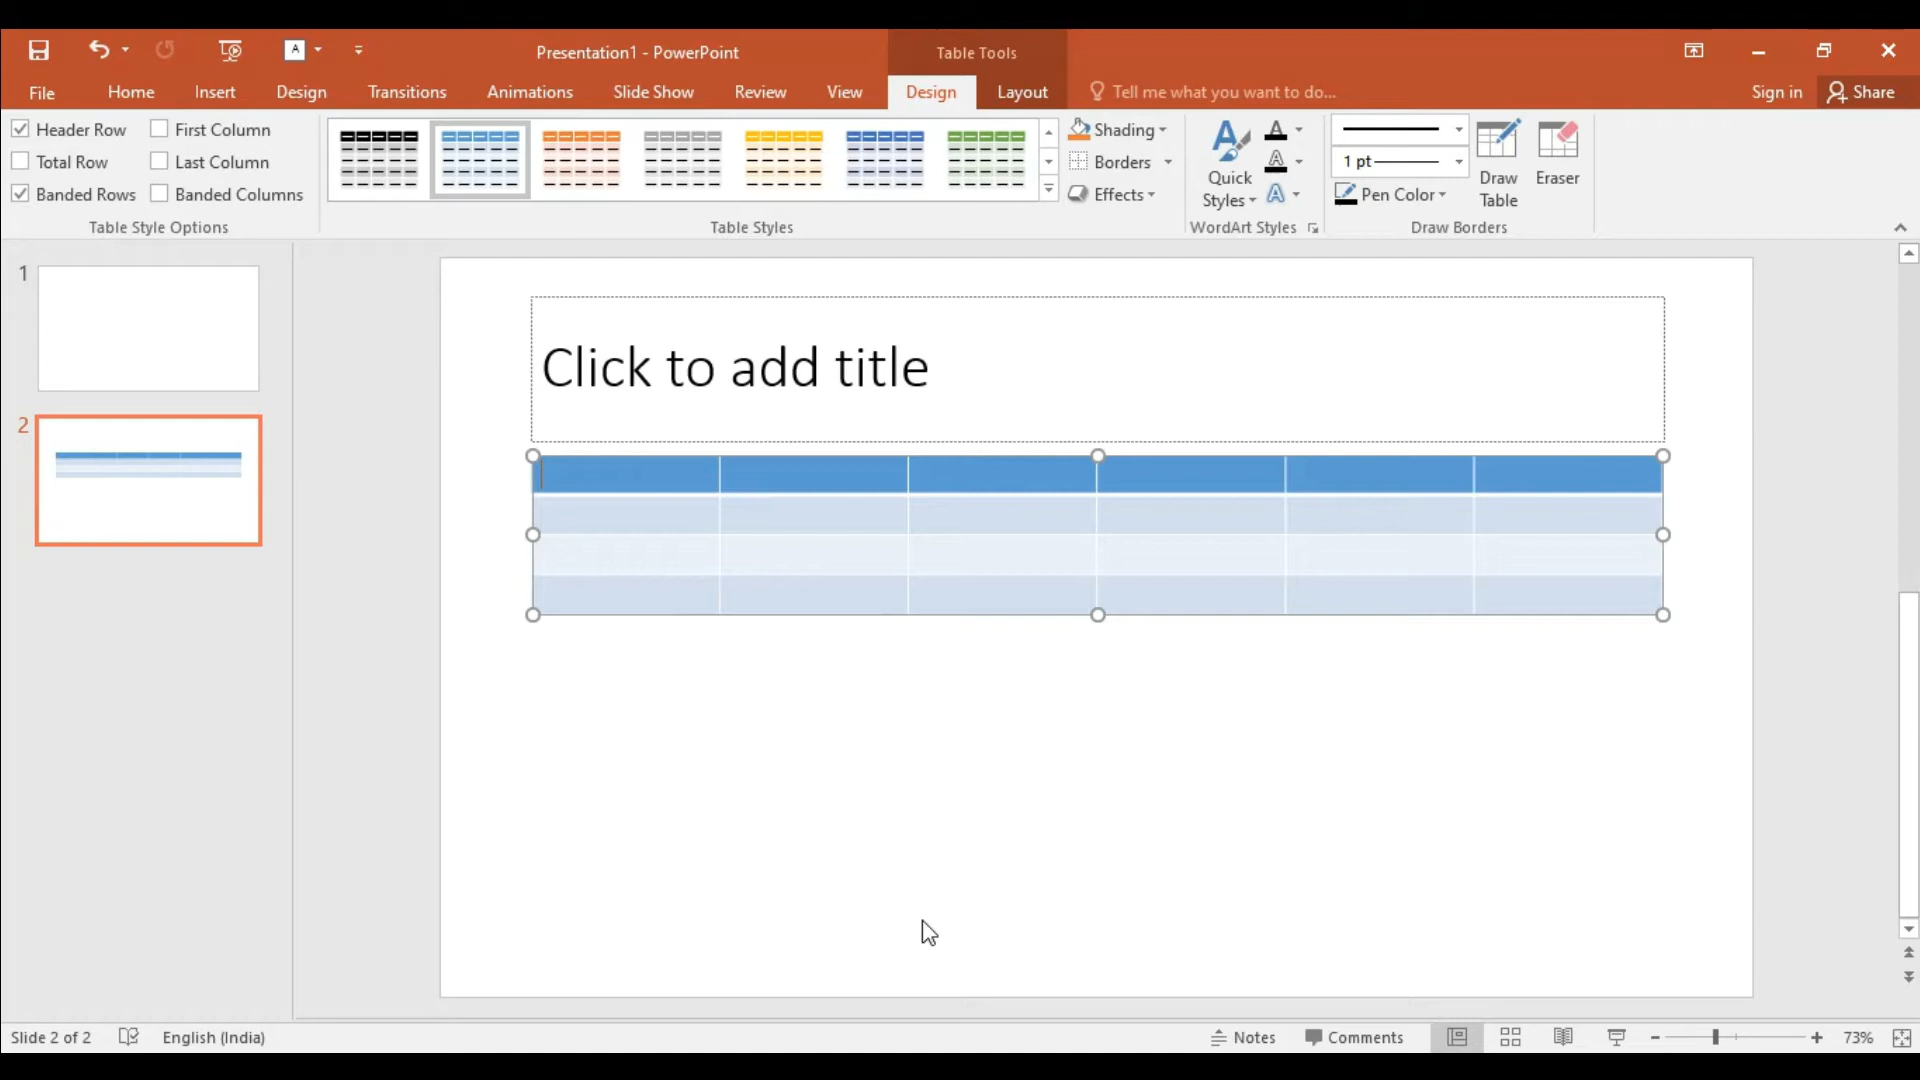 A
Presentation1 - PowerPoint
Table Tools
File Home Insert Design Transitions Animations Slide Show Review View Design Layout Tell me what you want to do... Sign in Share
Header Row First Column
Total Row Last Column
Banded Rows Banded Columns
Table Style Options
Table Styles
Shading
Borders
Effects
Quick
Styles
A
A
A
A
WordArt Styles
1 pt
Pen Color
Draw
Table
Eraser
Draw Borders
1
2
Click to add title
Slide 2 of 2 English (India) Notes Comments 73%